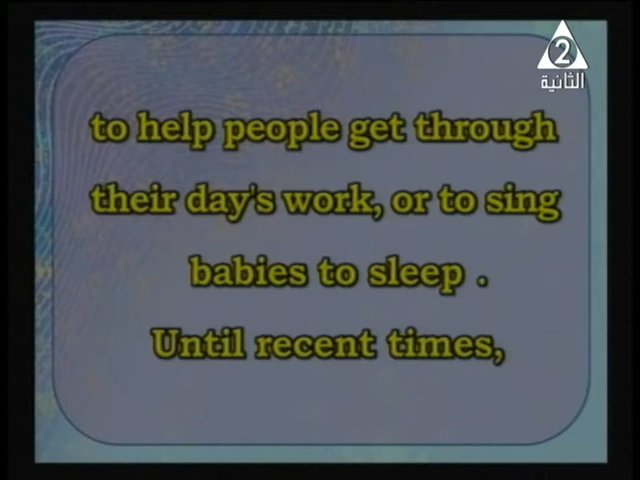 2
الثانية
to help people get through
their day's work, or to sing
babies to sleep .
Until recent times,